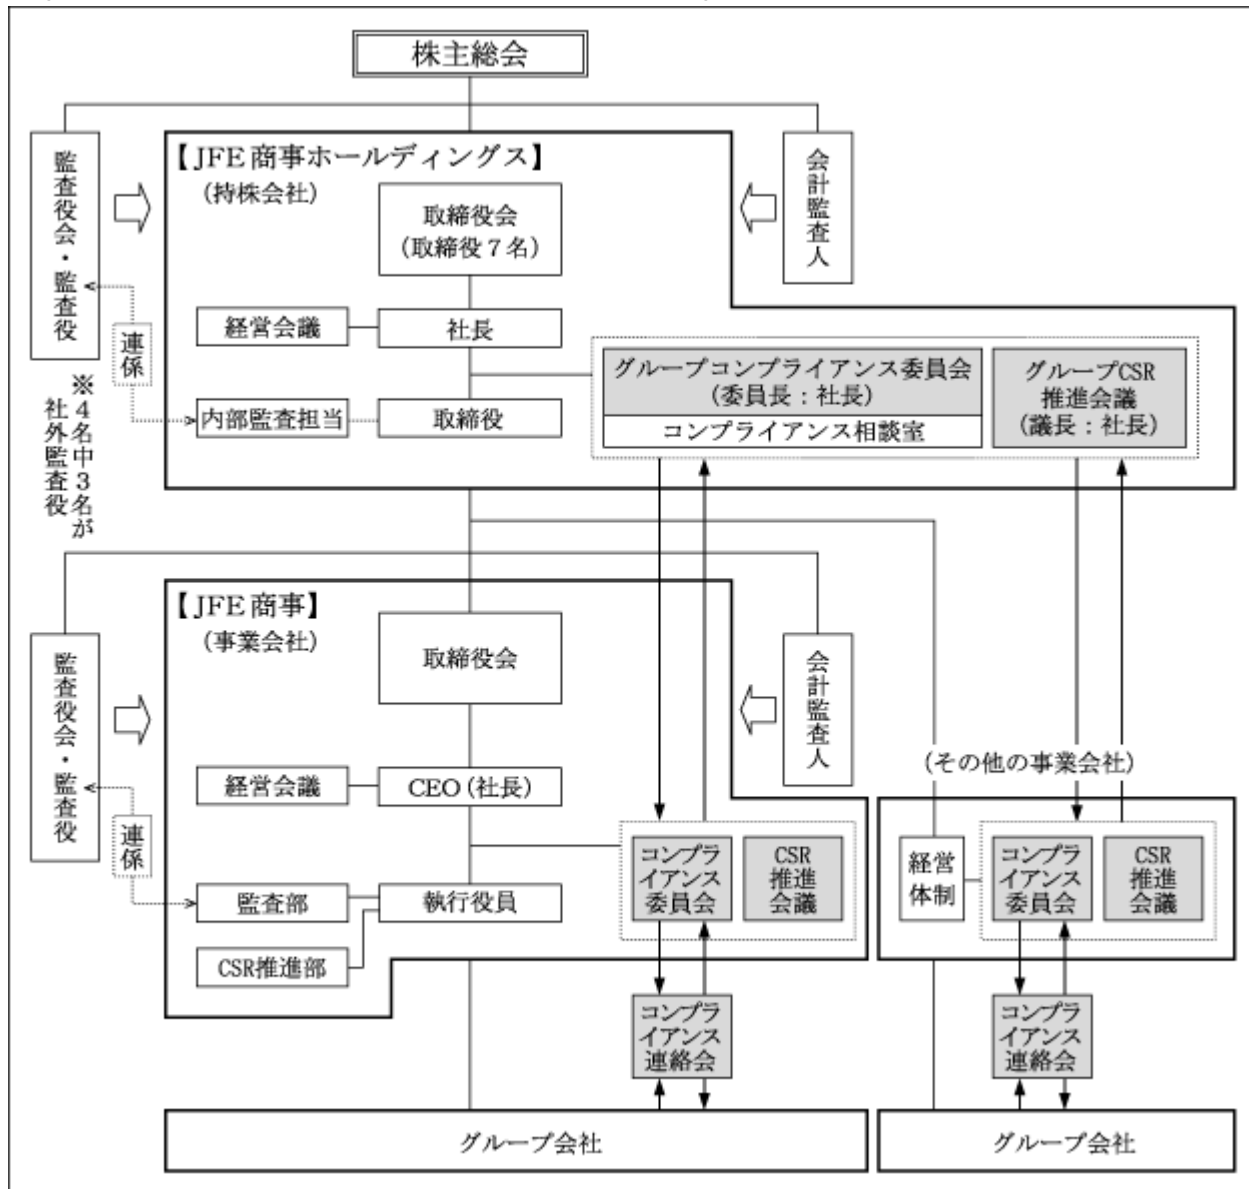 株主総会
監査役会・監査役
【JFE商事ホールディングス】
(持株会社)
会計監査人
取締役会
(取締役7名)
経営会議
社長
連係
内部監査担当
取締役
グループコンプライアンス委員会
(委員長:社長)
コンプライアンス相談室
グループCSR
推進会議
(議長:社長)
※4名中3名が
社外監査役
監査役会・監査役
【JFE商事】
(事業会社)
会計監査人
取締役会
経営会議
CEO(社長)
連係
監査部
執行役員
CSR推進部
コンプラ
イアンス
委員会
CSR
推進
会議
(その他の事業会社)
経営
体制
コンプラ
イアンス
委員会
CSR
推進
会議
コンプラ
イアンス
連絡会
コンプラ
イアンス
連絡会
グループ会社
グループ会社